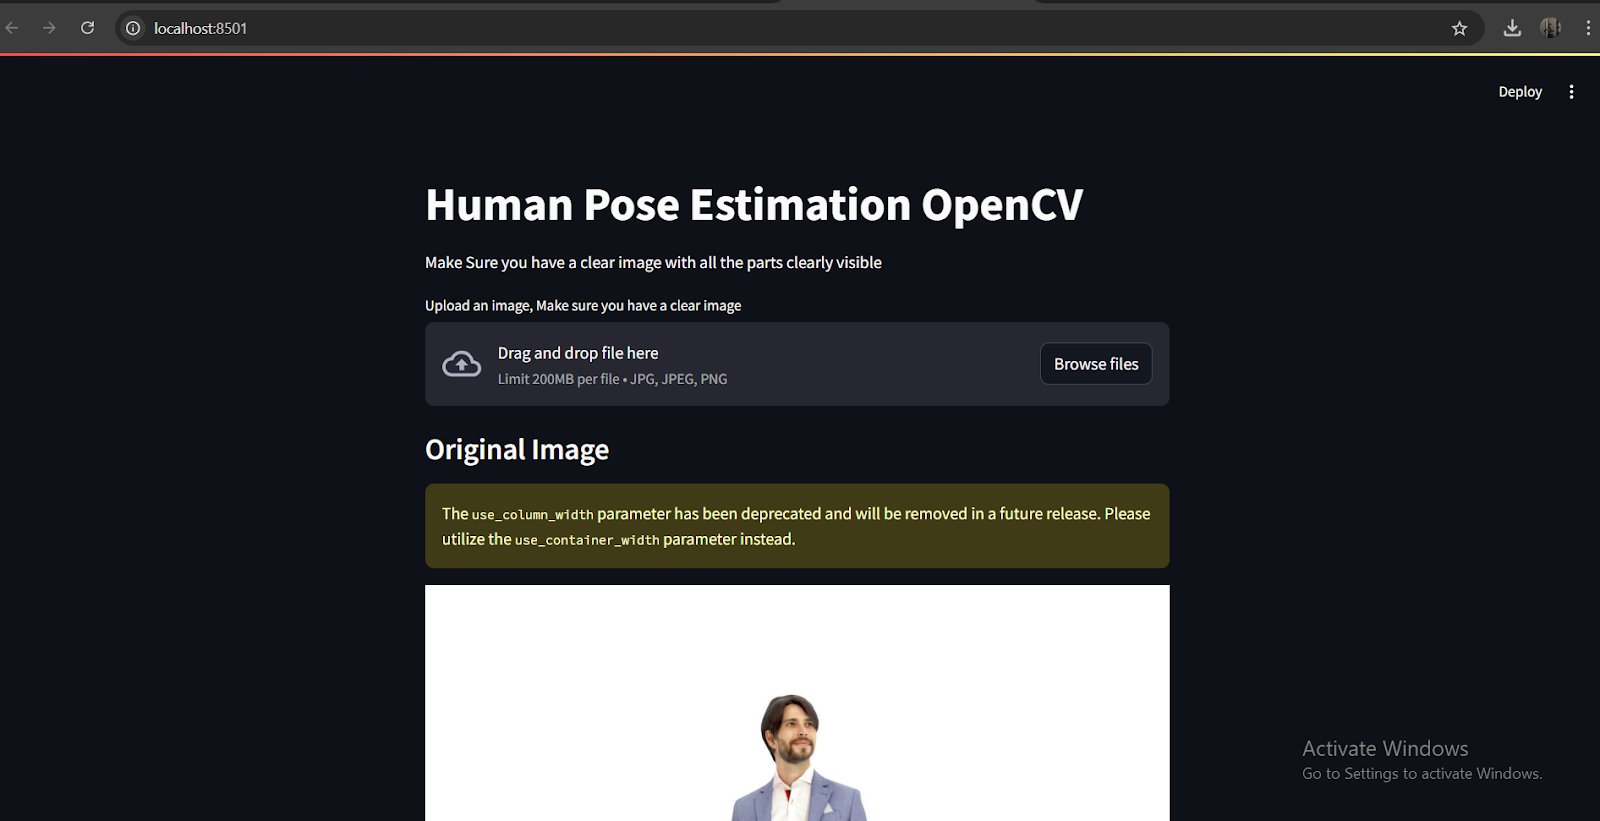 localhost:8501
Deploy
Human Pose Estimation OpenCV
Make Sure you have a clear image with all the parts clearly visible
Upload an image, Make sure you have a clear image
Drag and drop file here
Limit 200MB per file • JPG, JPEG, PNG
Browse files
Original Image
The use_column_width parameter has been deprecated and will be removed in a future release. Please
utilize the use_container_width parameter instead.
Activate Windows
Go to Settings to activate Windows.